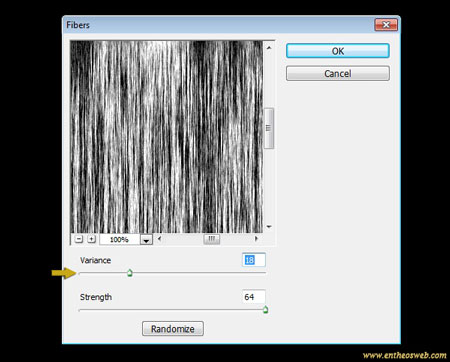 Fibers
OK
Cancel
100%
Variance 18
Strength 64
Randomize
www.entheosweb.com